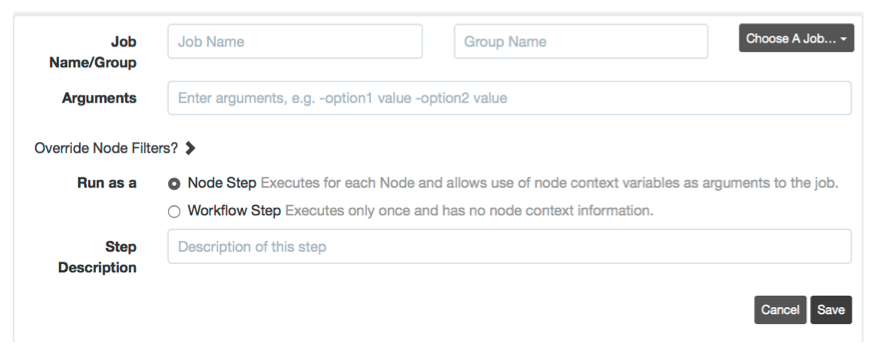 Job Name/Group
Job Name
Group Name
Choose A Job...
Arguments
Enter arguments, e.g. -option1 value -option2 value
Override Node Filters?
Run as a
Node Step Executes for each Node and allows use of node context variables as arguments to the job.
Workflow Step Executes only once and has no node context information.
Step Description
Description of this step
Cancel
Save